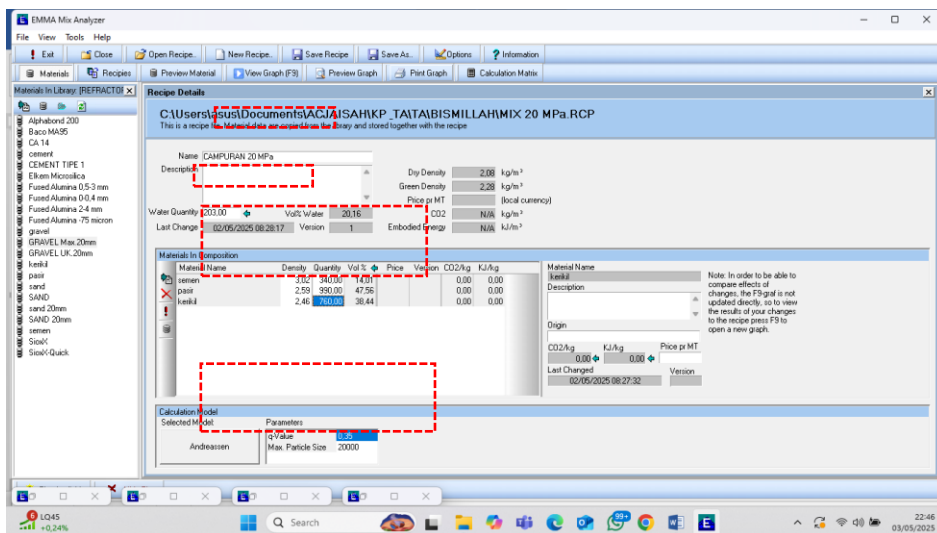 EMMA Mix Analyzer
File View Tools Help
Exit Close Open Recipe.. New Recipe.. Save Recipe Save As.. Options Information
Materials Recipies Preview Material View Graph (F9) Preview Graph Print Graph Calculation Matrix
Materials In Library: [REFRACTO
Alphabond 200
Baco MA95
CA 14
cement
CEMENT TIPE 1
Elkem Microsilica
Fused Alumina 0,5-3 mm
Fused Alumina 0-0,4 mm
Fused Alumina 2-4 mm
Fused Alumina -75 micron
gravel
GRAVEL Max.20mm
GRAVEL UK.20mm
kerikil
pasir
sand
SAND
sand 20mm
SAND 20mm
semen
SioxX
SioxX-Quick
Recipe Details
C:\Users\asus\Documents\ACJAISAH\KP_TA\TA\BISMILLAH\MIX 20 MPa.RCP
This is a recipe file. Material data are copied from the library and stored together with the recipe
Name CAMPURAN 20 MPa
Description
Dry Density 2,08 kg/m³
Green Density 2,28 kg/m³
Price pr MT (local currency)
Water Quantity 203,00 Vol% Water 20,16 CO2 N/A kg/m³
Last Change 02/05/2025 08:28:17 Version 1 Embodied Energy N/A kJ/m³
Materials In Composition
Material Name Density Quantity Vol % Price Version CO2/kg KJ/kg
semen 3,02 340,00 14,01 0,00 0,00
pasir 2,59 990,00 47,56 0,00 0,00
kerikil 2,46 760,00 38,44 0,00 0,00
Material Name
kerikil
Description
Origin
CO2/kg KJ/kg Price pr MT
0,00 0,00
Last Changed Version
02/05/2025 08:27:32
Note: In order to be able to
compare effects of
changes, the F9-graf is not
updated directly, so to view
the results of your changes
to the recipe press F9 to
open a new graph.
Calculation Model
Selected Model: Parameters
Andreassen
q-Value 0,35
Max. Particle Size 20000
6 LQ45
+0,24%
Search
99+
22:46
03/05/2025